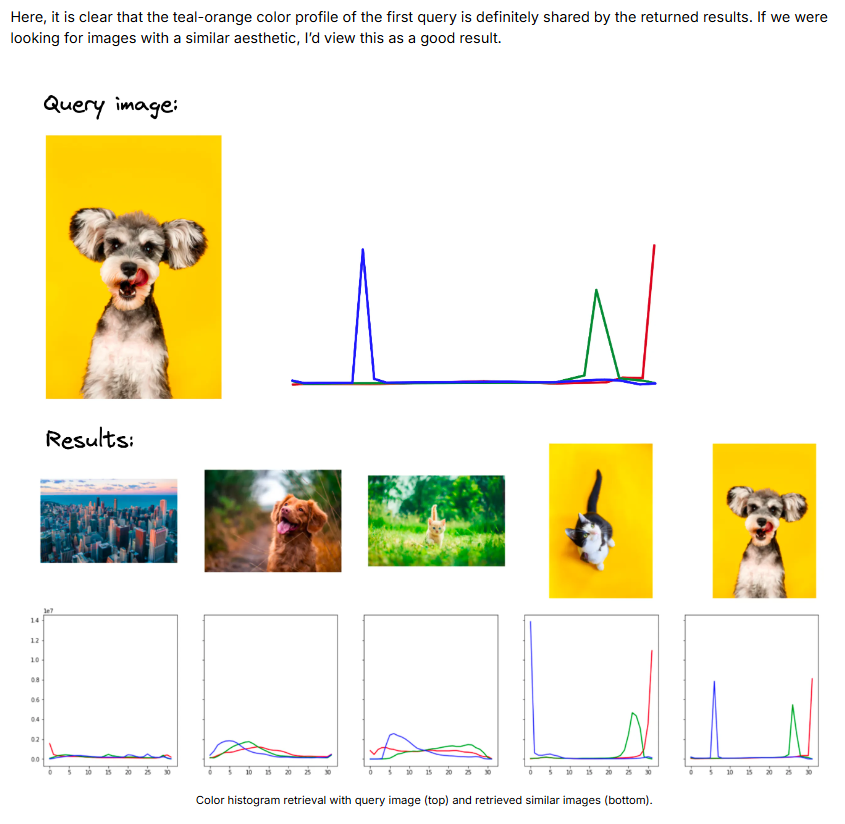 Here, it is clear that the teal-orange color profile of the first query is definitely shared by the returned results. If we were
looking for images with a similar aesthetic, I’d view this as a good result.
Query image:
Results:
1e7
1.4
1.2
1.0
0.8
0.6
0.4
0.2
0.0
0 5 10 15 20 25 30
0 5 10 15 20 25 30
0 5 10 15 20 25 30
0 5 10 15 20 25 30
0 5 10 15 20 25 30
Color histogram retrieval with query image (top) and retrieved similar images (bottom).